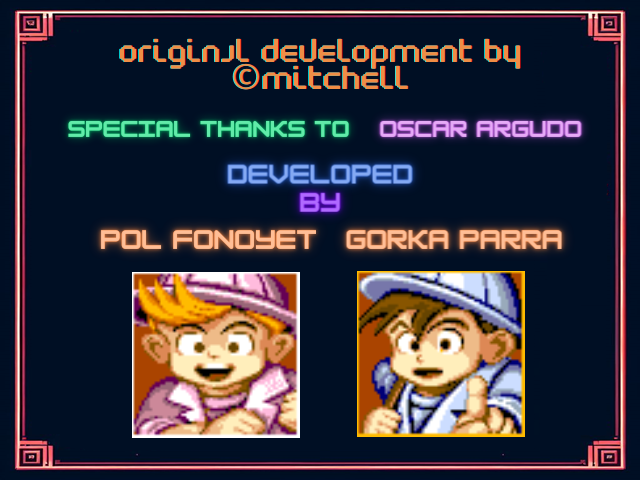 original development by
©mitchell
SPECIAL THANKS TO OSCAR ARGUDO
DEVELOPED
BY
POL FONOYET GORKA PARRA